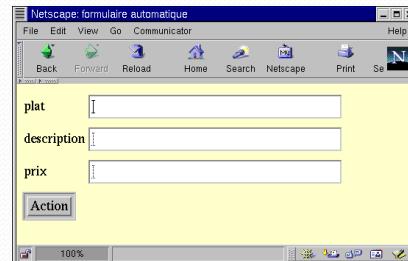 Netscape: formulaire automatique
File Edit View Go Communicator Help
Back Forward Reload Home Search Netscape Print Se N
plat
description
prix
Action
100%